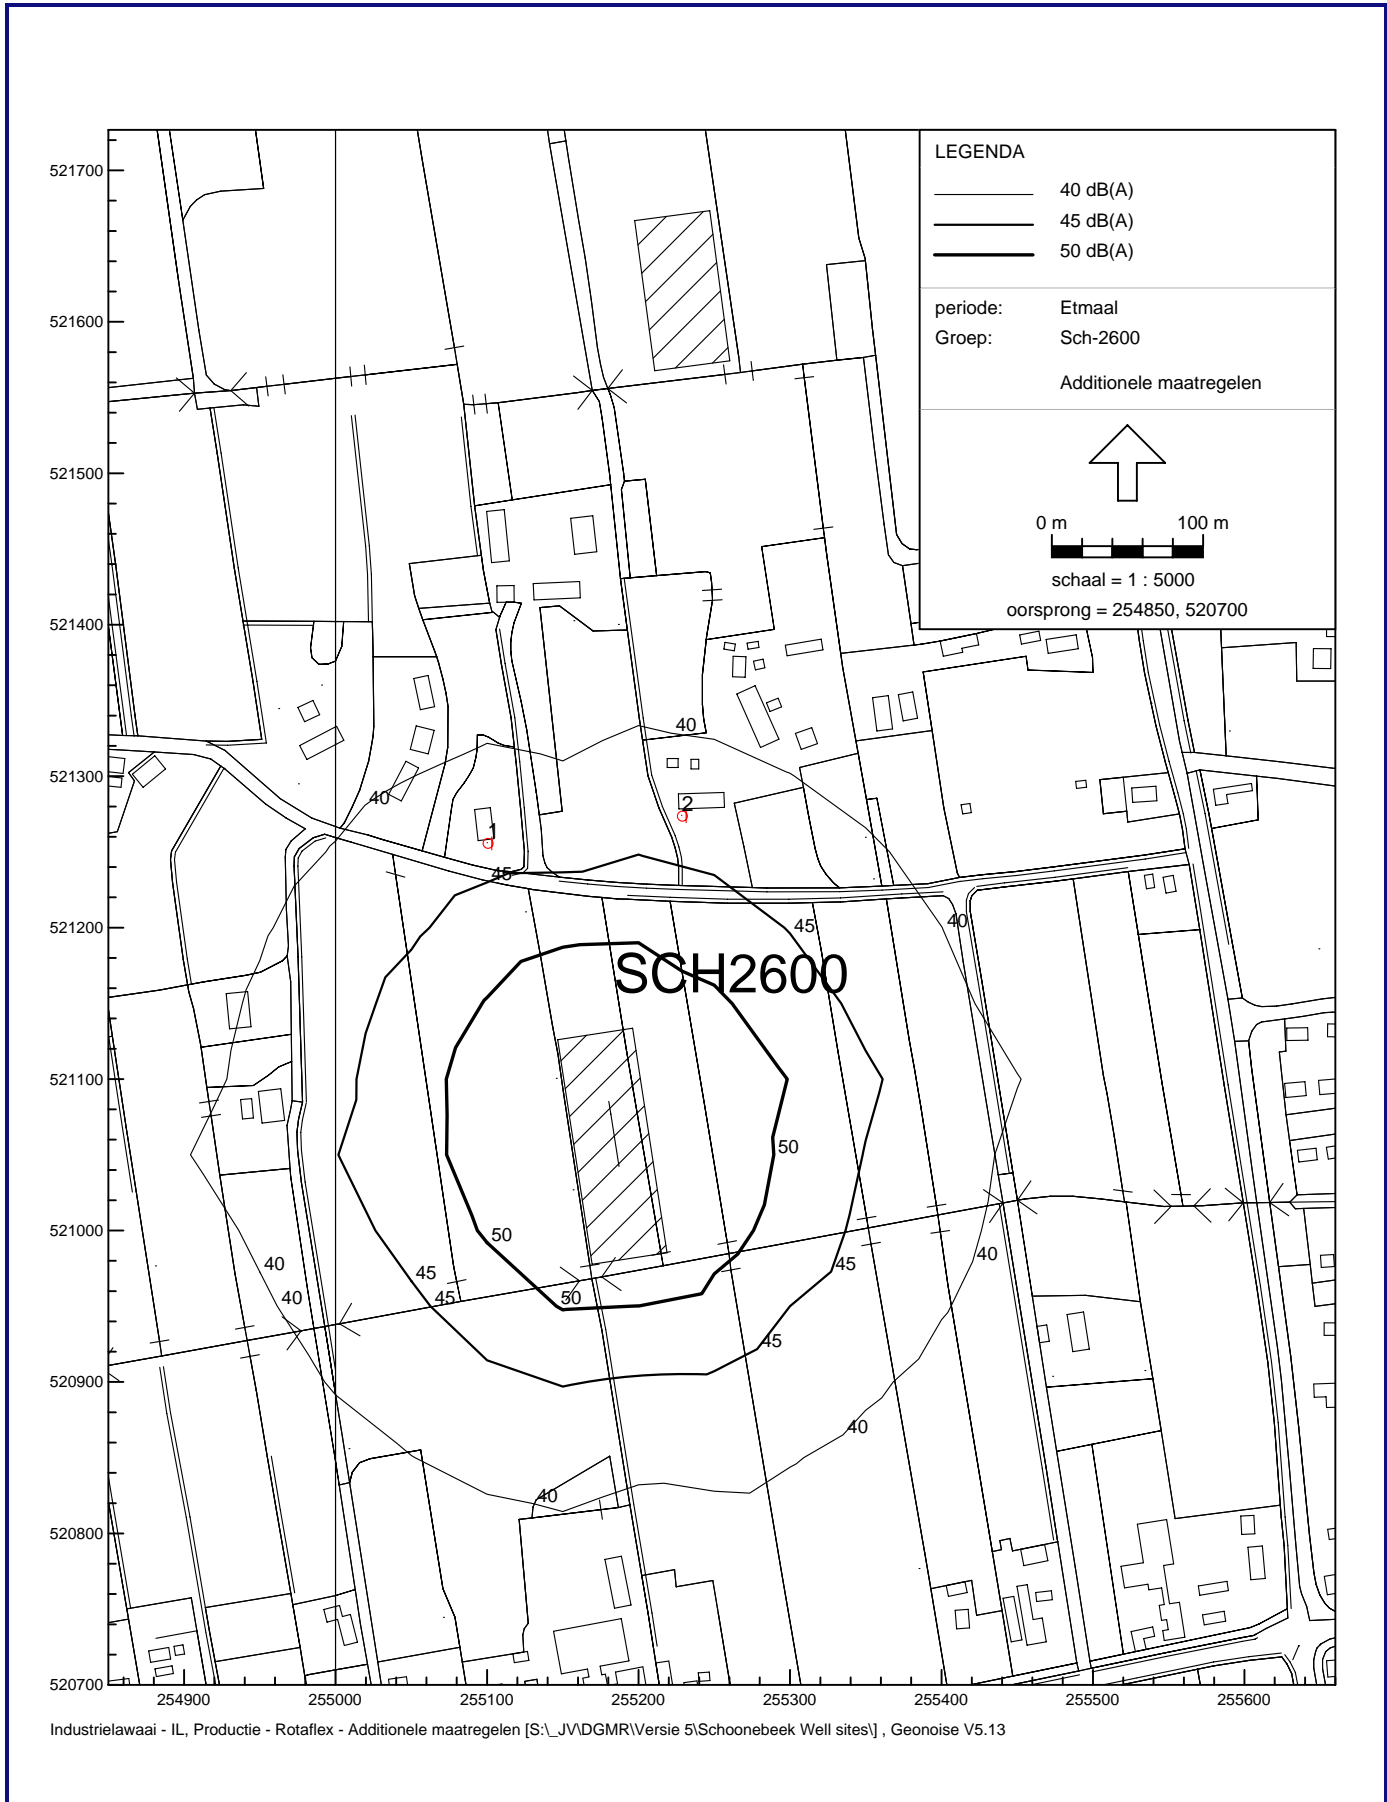 LEGENDA
40 dB(A)
45 dB(A)
50 dB(A)
periode: Etmaal
Groep: Sch-2600
Additionele maatregelen
0 m 100 m
schaal = 1 : 5000
oorsprong = 254850, 520700
521700
521600
521500
521400
521300
521200
521100
521000
520900
520800
520700
40
40
2
1
45
40
45
SCH2600
50
50
40
40
45
45
40
45
50
45
40
40
254900 255000 255100 255200 255300 255400 255500 255600
Industrielawaai - IL, Productie - Rotaflex - Additionele maatregelen [S:\_JV\DGMR\Versie 5\Schoonebeek Well sites\] , Geonoise V5.13